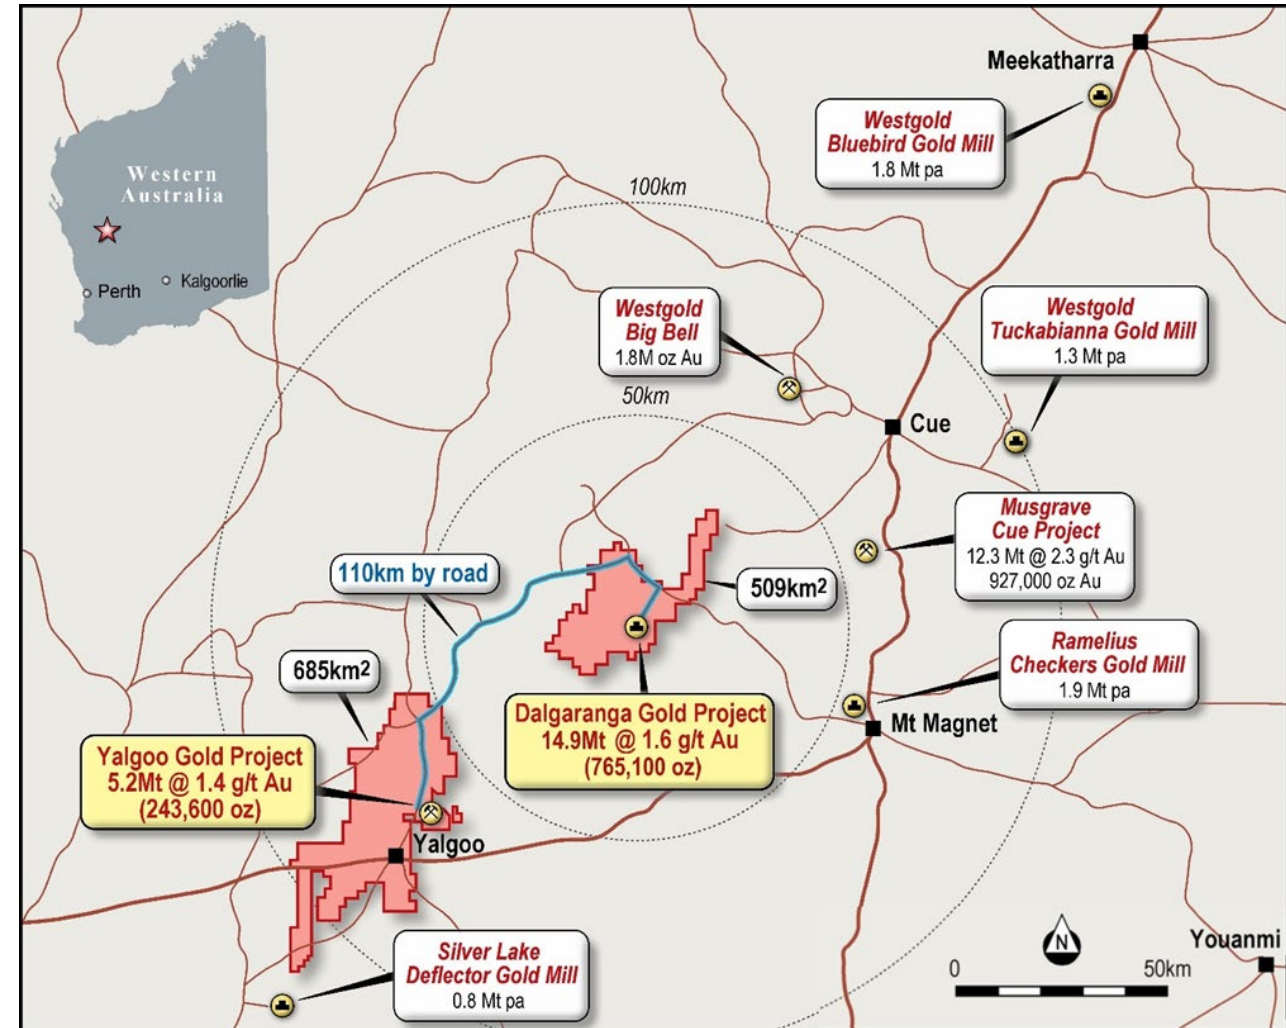 Meekatharra
Westgold
Bluebird Gold Mill
1.8 Mt pa
Western
Australia
Perth
Kalgoorlie
100km
Westgold
Big Bell
1.8M oz Au
Westgold
Tuckabianna Gold Mill
1.3 Mt pa
50km
Cue
Musgrave
Cue Project
12.3 Mt @ 2.3 g/t Au
927,000 oz Au
110km by road
509km²
Ramelius
Checkers Gold Mill
1.9 Mt pa
685km²
Dalgaranga Gold Project
14.9Mt @ 1.6 g/t Au
(765,100 oz)
Mt Magnet
Yalgoo Gold Project
5.2Mt @ 1.4 g/t Au
(243,600 oz)
Yalgoo
Silver Lake
Deflector Gold Mill
0.8 Mt pa
N
0 50km
Youanmi